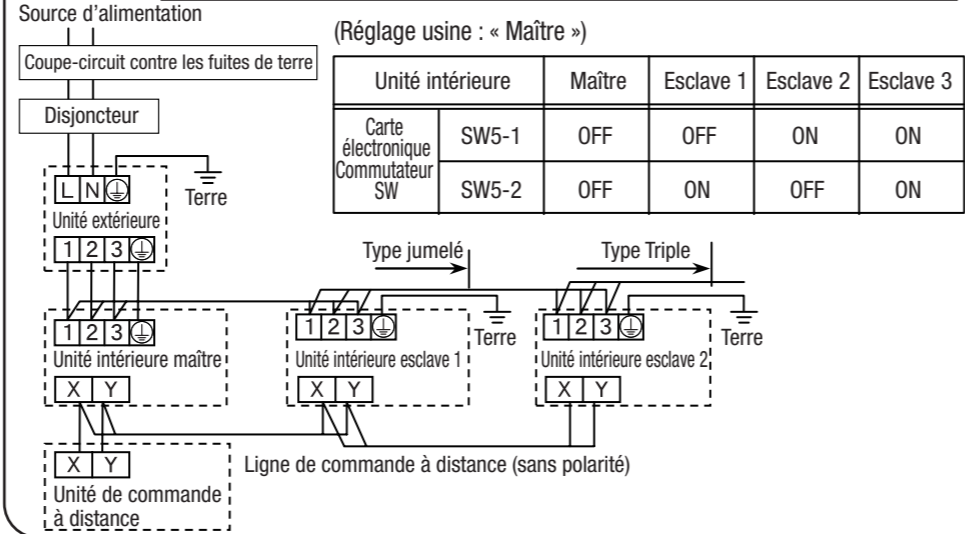 Source d'alimentation
Coupe-circuit contre les fuites de terre
Disjoncteur
L N
Terre
Unité extérieure
1 2 3
(Réglage usine : « Maître »)
Unité intérieure Maître Esclave 1 Esclave 2 Esclave 3
Carte électronique Commutateur SW
SW5-1 OFF OFF ON ON
SW5-2 OFF ON OFF ON
Type jumelé
Type Triple
1 2 3
Unité intérieure maître
X Y
1 2 3
Terre
Unité intérieure esclave 1
X Y
1 2 3
Terre
Unité intérieure esclave 2
X Y
X Y
Unité de commande
à distance
Ligne de commande à distance (sans polarité)